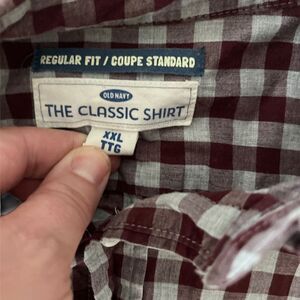 REGULAR FIT / COUPE STANDARD
OLD NAVY
THE CLASSIC SHIRT
XXL
TTG